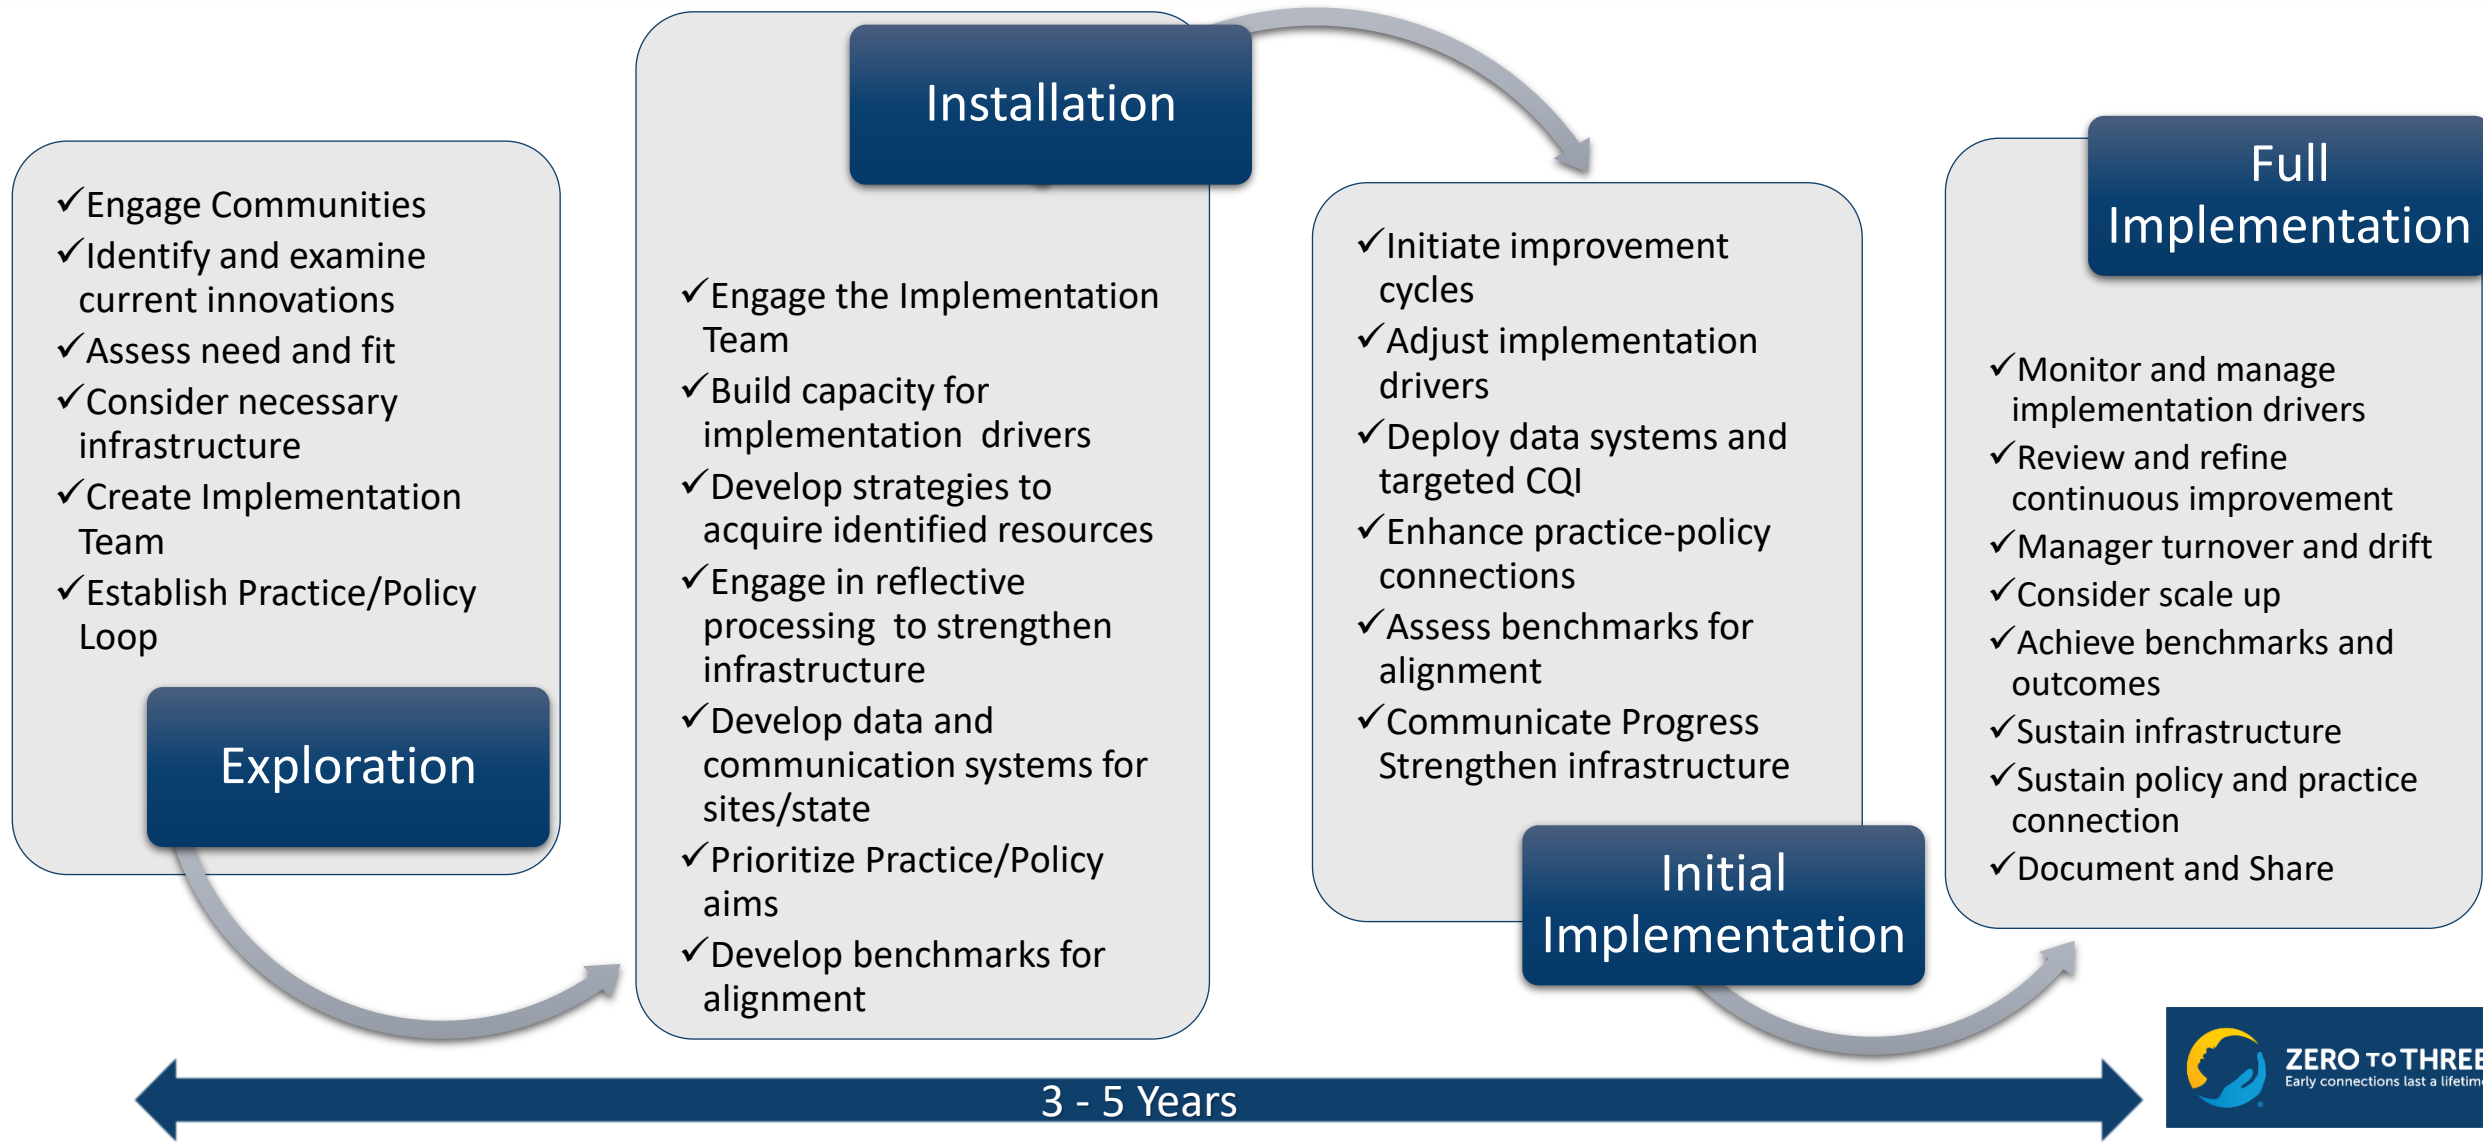 ✓Engage Communities
✓Identify and examine
current innovations
✓Assess need and fit
✓Consider necessary
infrastructure
✓Create Implementation
Team
✓Establish Practice/Policy
Loop
Exploration
Installation
✓Engage the Implementation
Team
✓Build capacity for
implementation  drivers
✓Develop strategies to
acquire identified resources
✓Engage in reflective
processing  to strengthen
infrastructure
✓Develop data and
communication systems for
sites/state
✓Prioritize Practice/Policy
aims
✓Develop benchmarks for
alignment
✓Initiate improvement
cycles
✓Adjust implementation
drivers
✓Deploy data systems and
targeted CQI
✓Enhance practice-policy
connections
✓Assess benchmarks for
alignment
✓Communicate Progress
Strengthen infrastructure
Initial
Implementation
Full
Implementation
✓Monitor and manage
implementation drivers
✓Review and refine
continuous improvement
✓Manager turnover and drift
✓Consider scale up
✓Achieve benchmarks and
outcomes
✓Sustain infrastructure
✓Sustain policy and practice
connection
✓Document and Share
3 - 5 Years
ZERO TO THREE
Early connections last a lifetime